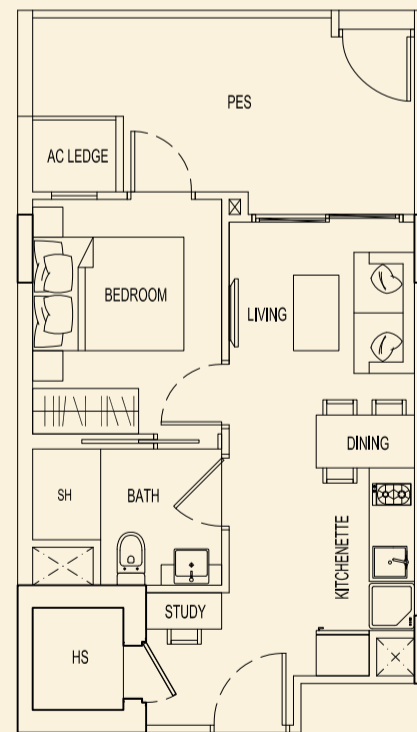 PES
AC LEDGE
BEDROOM
LIVING
DINING
SH
BATH
KITCHENETTE
STUDY
HS